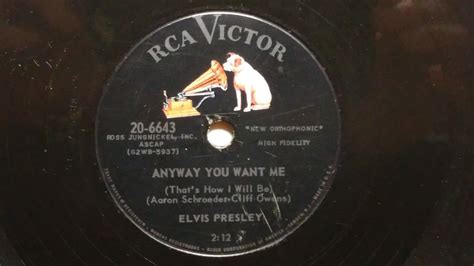 RCA VICTOR
20-6643
ROSS JUNGNICKEL, INC.
ASCAP
(G2WB-5937)
"NEW ORTHOPHONIC"
HIGH FIDELITY
ANYWAY YOU WANT ME
(That's How I Will Be)
(Aaron Schroeder-Cliff Owens)
ELVIS PRESLEY
2:12